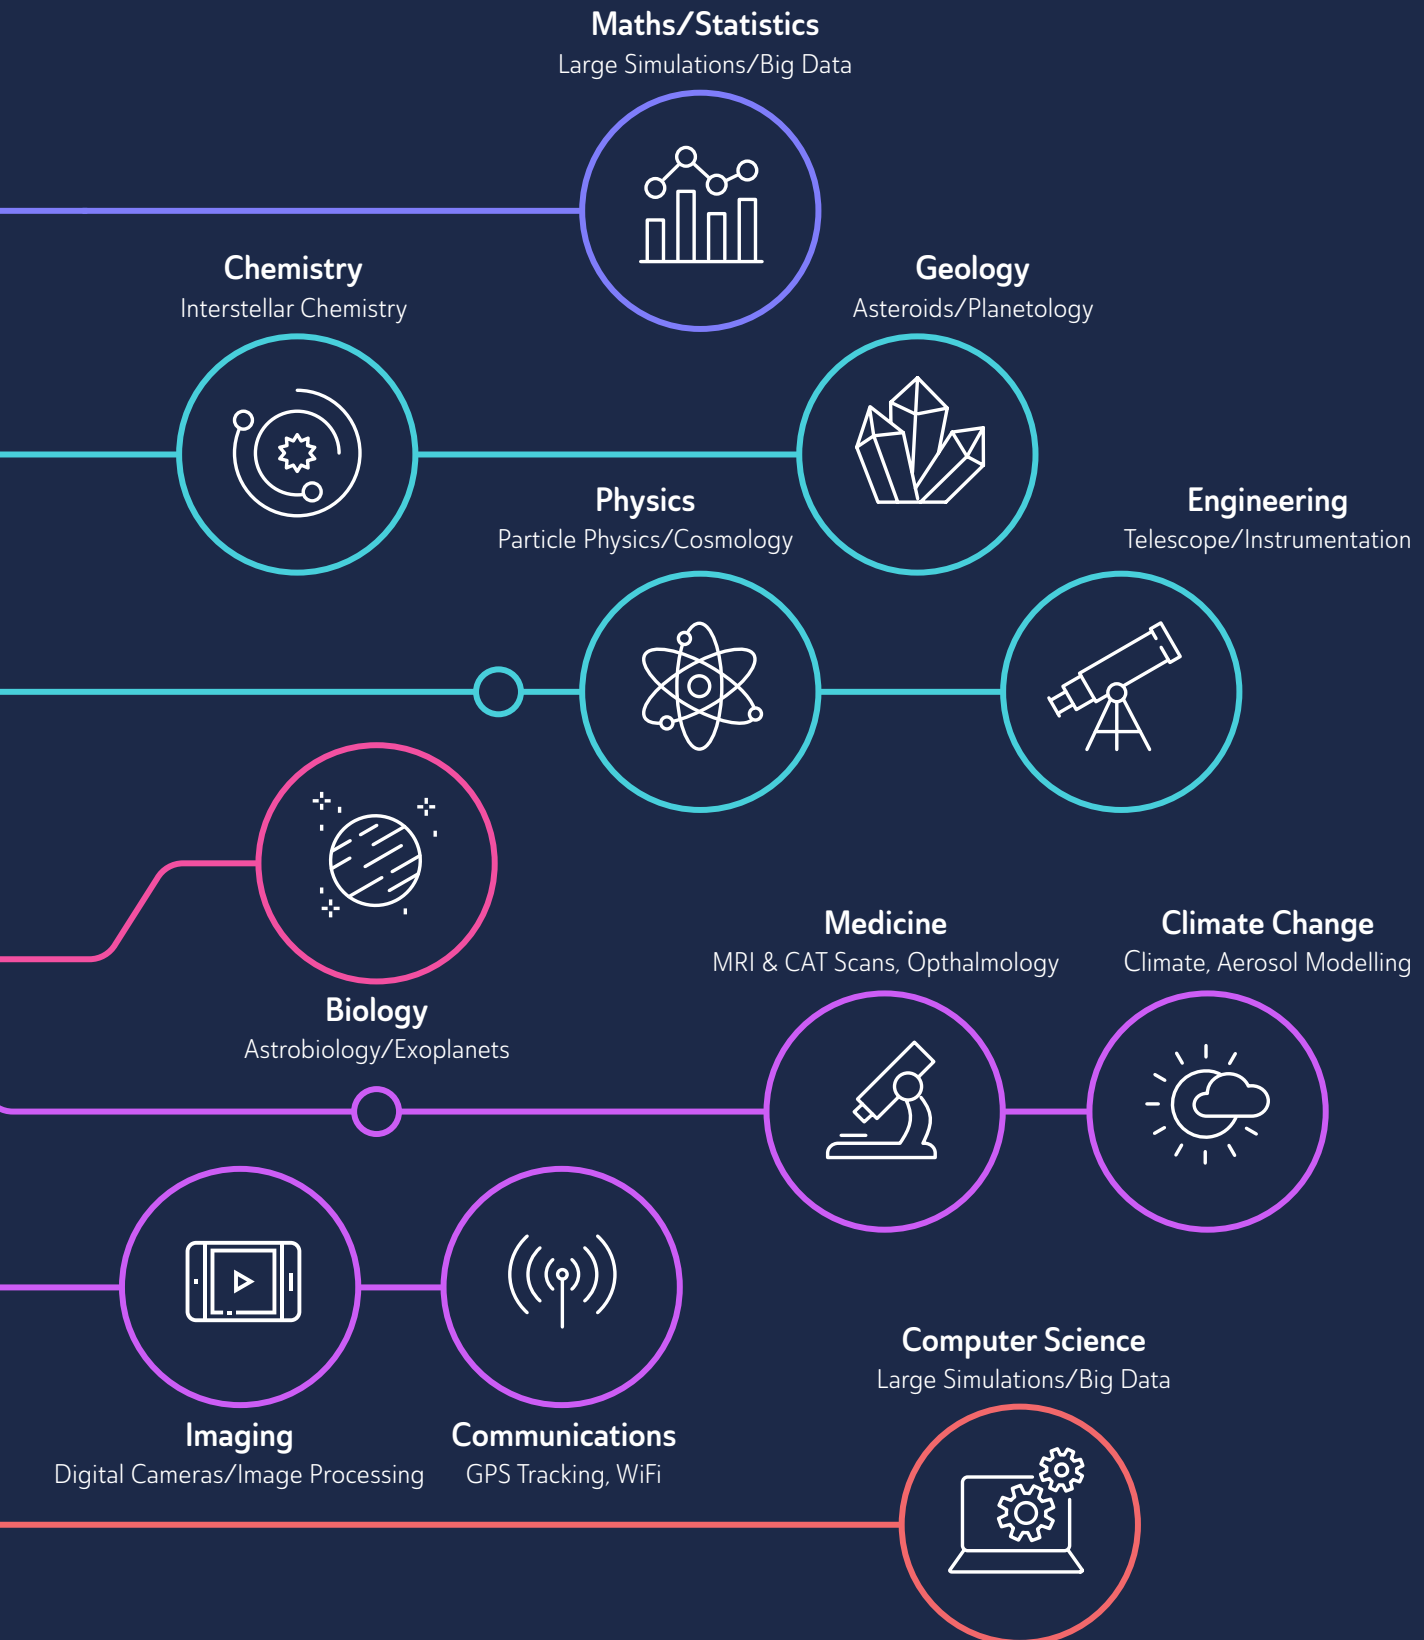 Maths/Statistics
Large Simulations/Big Data
Chemistry
Interstellar Chemistry
Geology
Asteroids/Planetology
Physics
Particle Physics/Cosmology
Engineering
Telescope/Instrumentation
Biology
Astrobiology/Exoplanets
Medicine
MRI & CAT Scans, Opthalmology
Climate Change
Climate, Aerosol Modelling
Imaging
Digital Cameras/Image Processing
Communications
GPS Tracking, WiFi
Computer Science
Large Simulations/Big Data